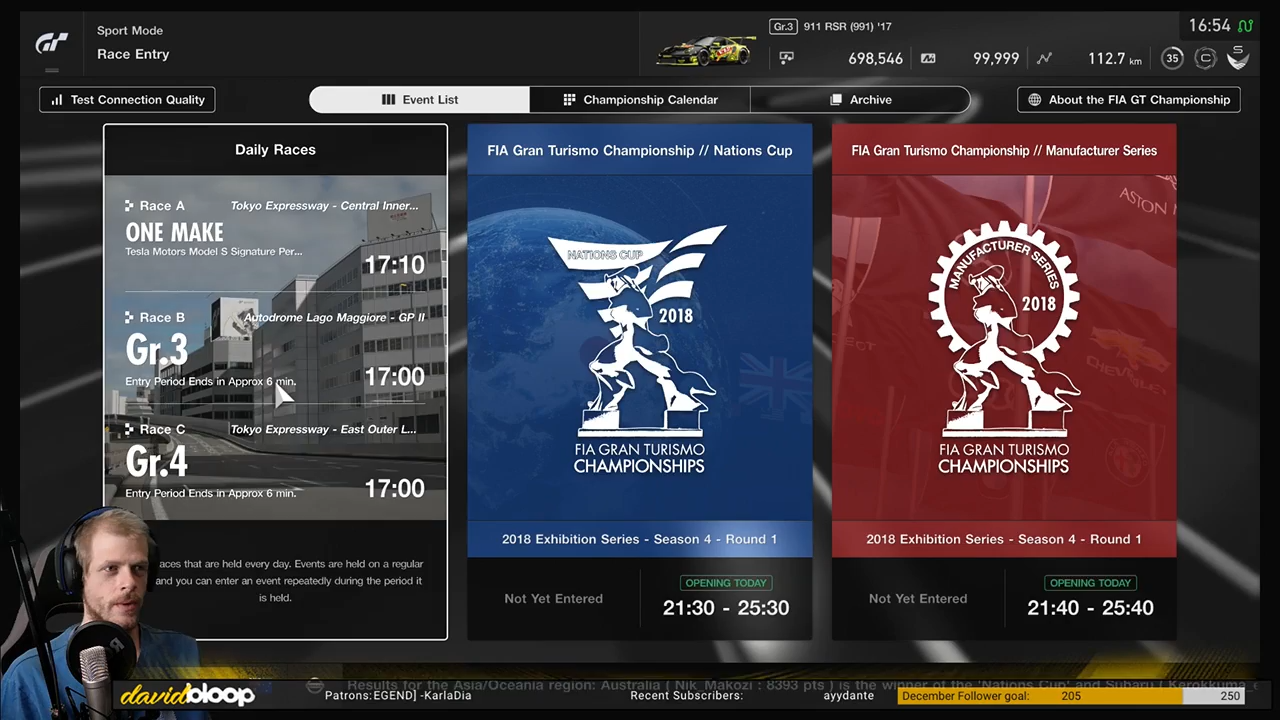 Sport Mode
Race Entry
Gr.3 911 RSR (991) '17
698,546
99,999
112.7 km
35
C
S
16:54
Test Connection Quality
Event List
Championship Calendar
Archive
About the FIA GT Championship
Daily Races
Race A
Tokyo Expressway - Central Inner...
ONE MAKE
Tesla Motors Model S Signature Per...
17:10
Race B
Autodrome Lago Maggiore - GP II
Gr.3
Entry Period Ends in Approx 6 min.
17:00
Race C
Tokyo Expressway - East Outer L...
Gr.4
Entry Period Ends in Approx 6 min.
17:00
aces that are held every day. Events are held on a regular
and you can enter an event repeatedly during the period it
is held.
FIA Gran Turismo Championship // Nations Cup
NATIONS CUP
2018
FIA GRAN TURISMO
CHAMPIONSHIPS
2018 Exhibition Series - Season 4 - Round 1
Not Yet Entered
OPENING TODAY
21:30 - 25:30
FIA Gran Turismo Championship // Manufacturer Series
ASTON
MANUFACTURER SERIES
2018
CHEVROLET
FIA GRAN TURISMO
CHAMPIONSHIPS
2018 Exhibition Series - Season 4 - Round 1
Not Yet Entered
OPENING TODAY
21:40 - 25:40
Results for the Asia/Oceania region: Australia [ Nik_Makozi : 8393 pts ] is the winner of the 'Nations Cup' and Subaru [ Kerokkuma_
davidbloop
Patrons:EGEND] -KarlaDia
Recent Subscribers:
ayydante
December Follower goal:
205
250